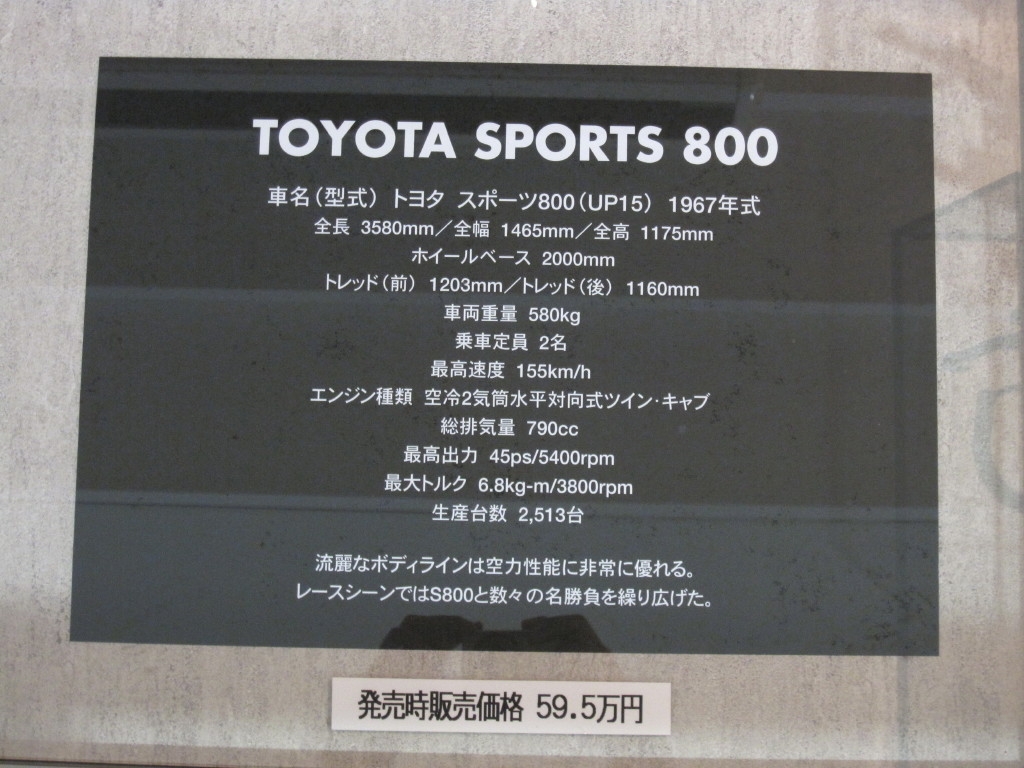 TOYOTA SPORTS 800
車名（型式） トヨタ スポーツ800（UP15） 1967年式
全長 3580mm／全幅 1465mm／全高 1175mm
ホイールベース 2000mm
トレッド（前） 1203mm／トレッド（後） 1160mm
車両重量 580kg
乗車定員 2名
最高速度 155km/h
エンジン種類 空冷2気筒水平対向式ツイン・キャブ
総排気量 790cc
最高出力 45ps/5400rpm
最大トルク 6.8kg-m/3800rpm
生産台数 2,513台
流麗なボディラインは空力性能に非常に優れる。
レースシーンではS800と数々の名勝負を繰り広げた。
発売時販売価格 59.5万円